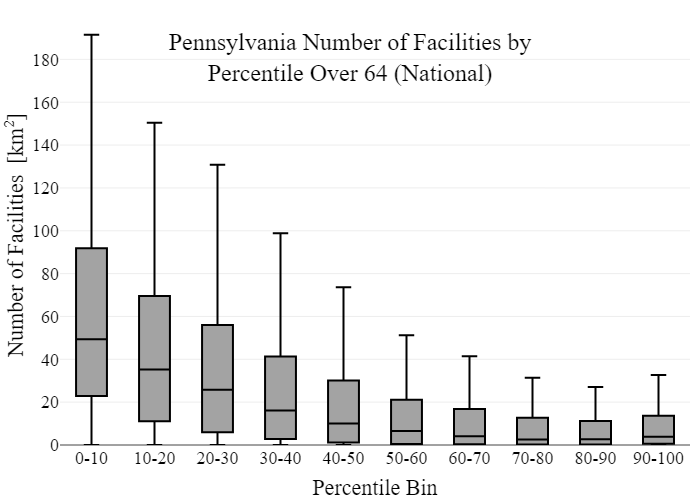 Pennsylvania Number of Facilities by
Percentile Over 64 (National)
Number of Facilities [km²]
180
160
140
120
100
80
60
40
20
0
0-10 10-20 20-30 30-40 40-50 50-60 60-70 70-80 80-90 90-100
Percentile Bin